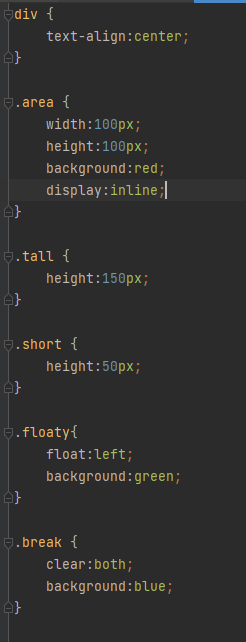 div {
    text-align:center;
}

.area {
    width:100px;
    height:100px;
    background:red;
    display:inline;
}

.tall {
    height:150px;
}

.short {
    height:50px;
}

.floaty{
    float:left;
    background:green;
}

.break {
    clear:both;
    background:blue;
}